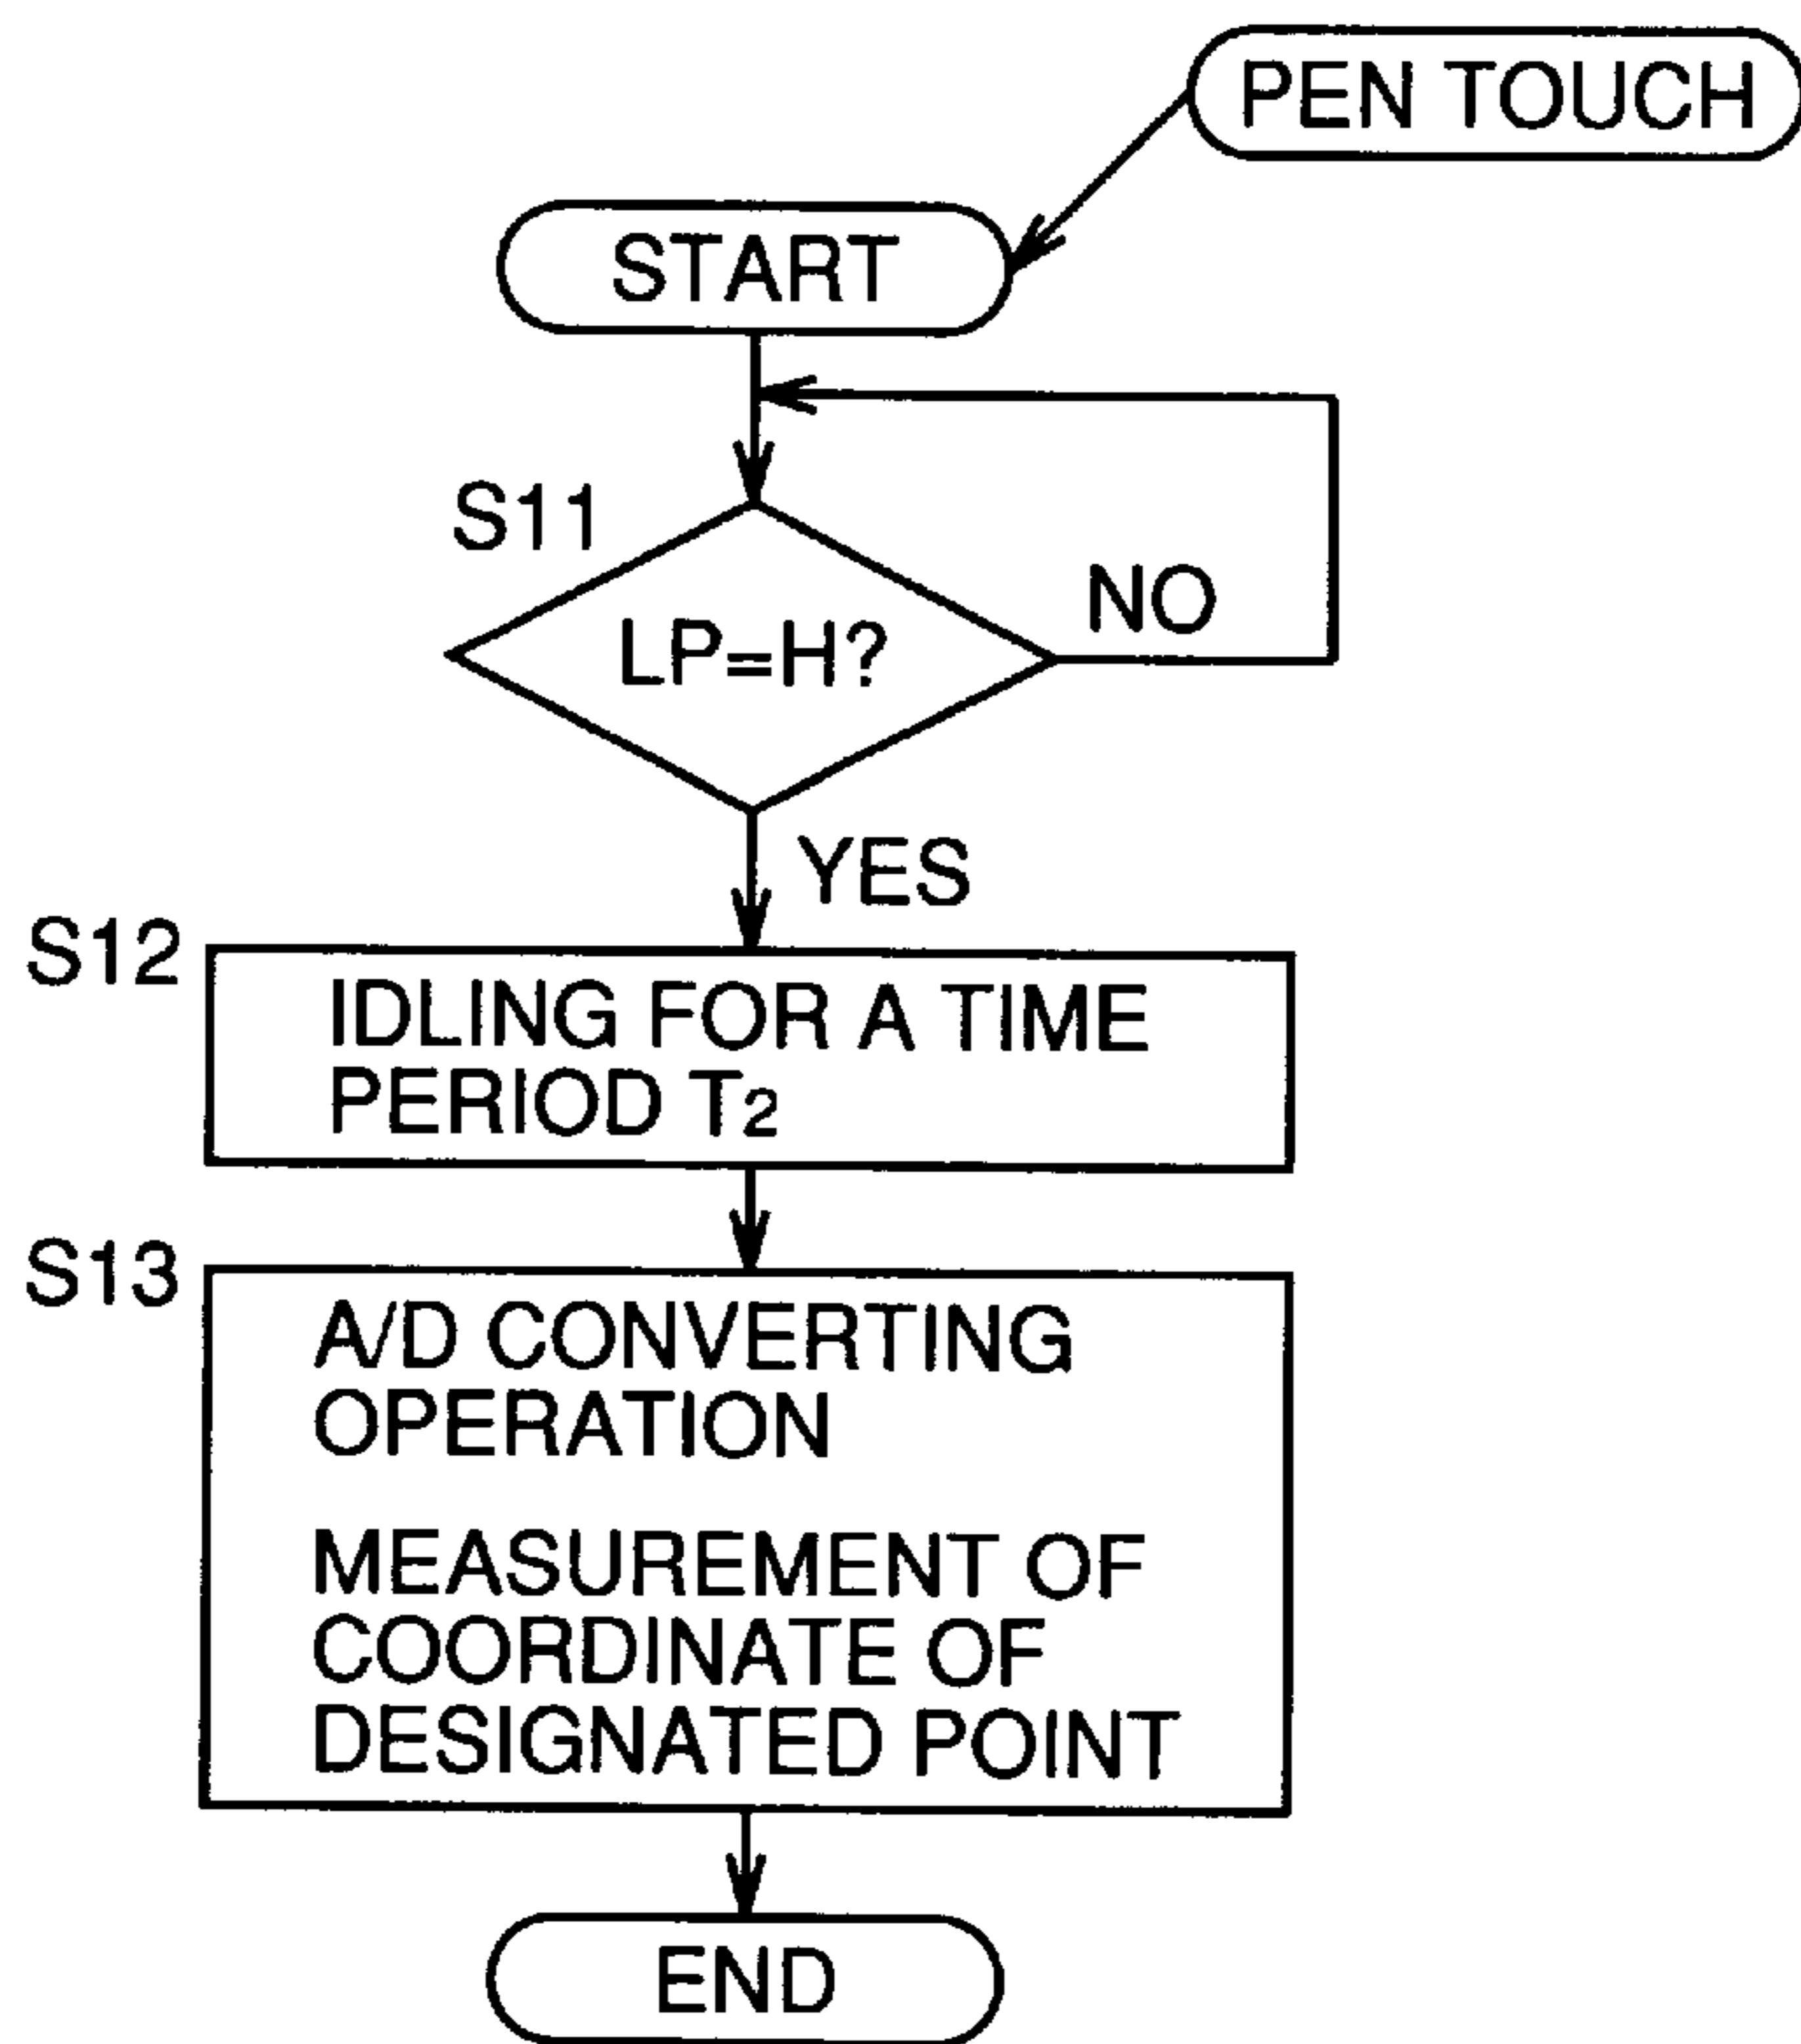 PEN TOUCH
START
S11
LP=H?
NO
YES
S12
IDLING FOR A TIME
PERIOD T2
S13
A/D CONVERTING
OPERATION
MEASUREMENT OF
COORDINATE OF
DESIGNATED POINT
END